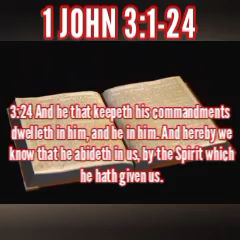 1 JOHN 3:1-24
3:24 And he that keepeth his commandments
dwelleth in him, and he in him. And hereby we
know that he abideth in us, by the Spirit which
he hath given us.